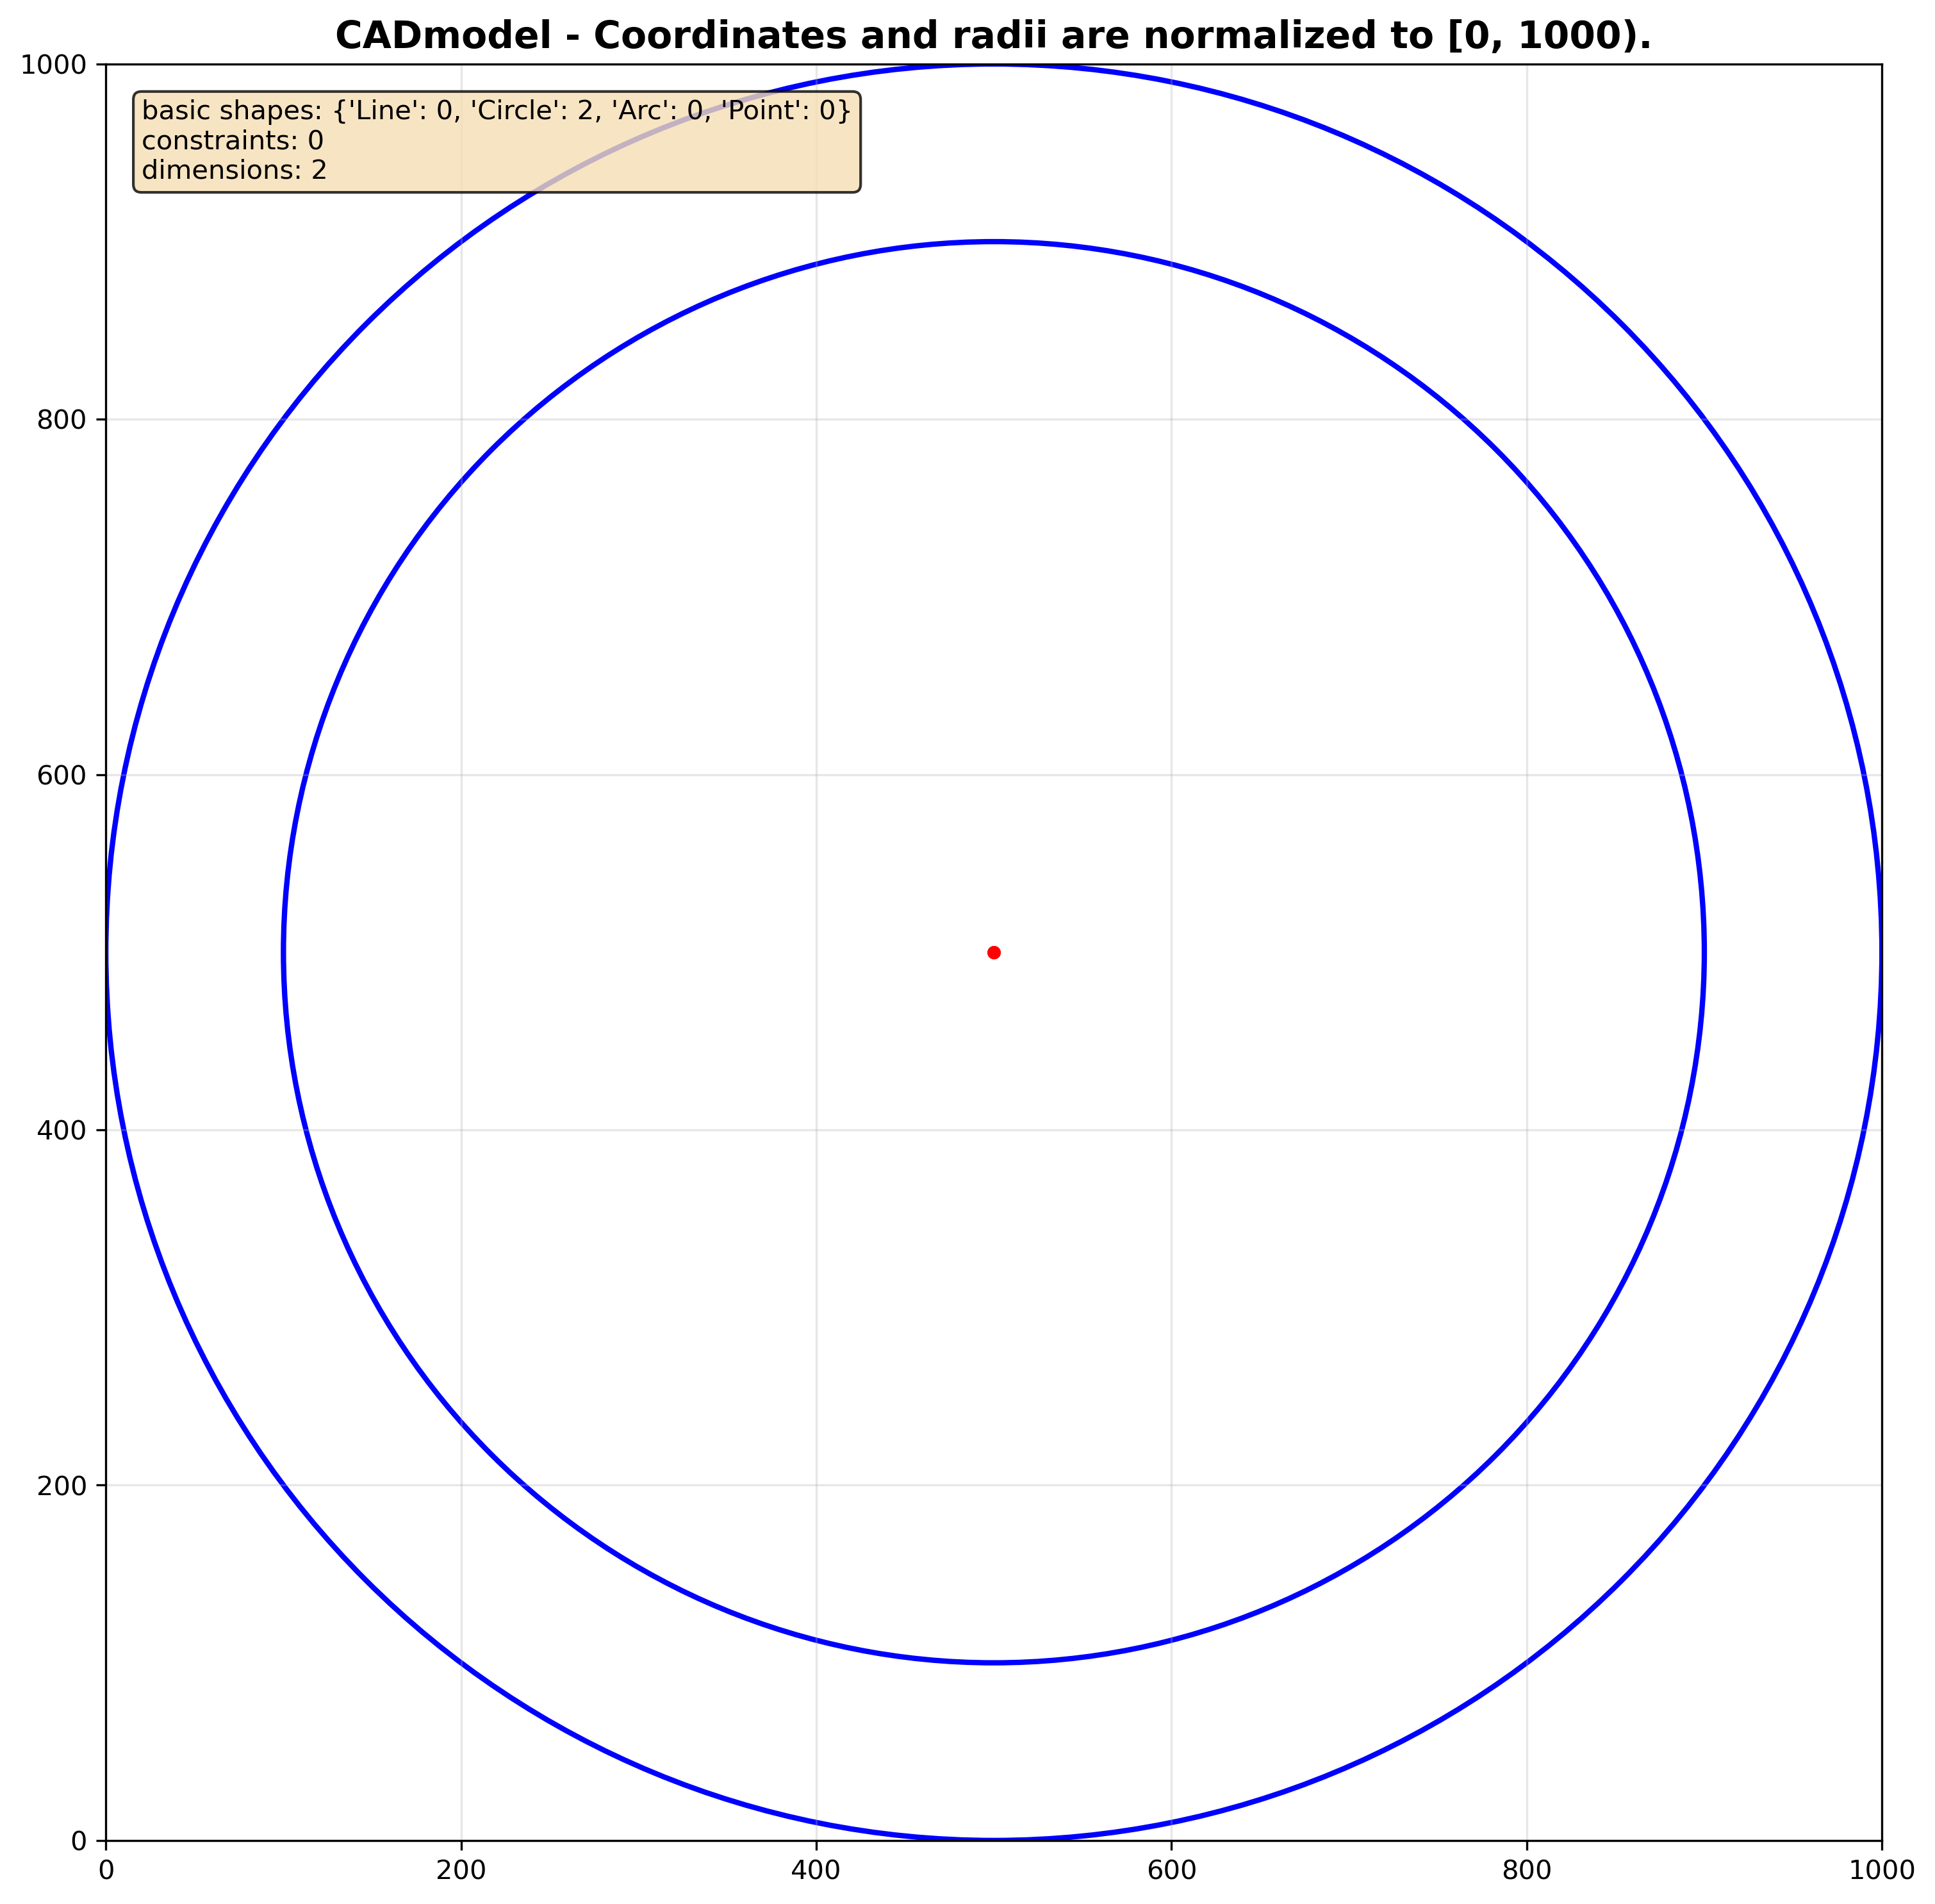 CADmodel - Coordinates and radii are normalized to [0, 1000).
1000
basic shapes: {'Line': 0, 'Circle': 2, 'Arc': 0, 'Point': 0}
constraints: 0
dimensions: 2
800
600
400
200
0
0 200 400 600 800 1000